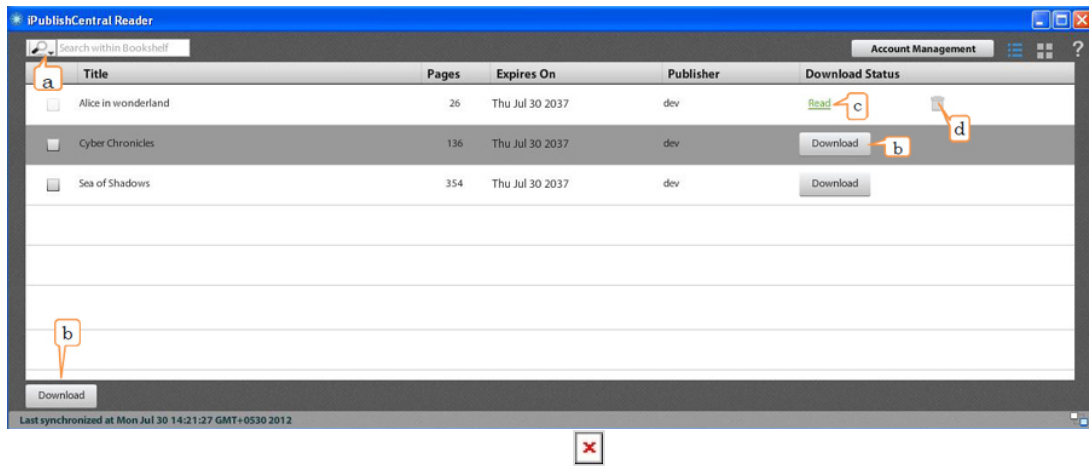 iPublishCentral Reader
Search within Bookshelf Account Management ?
a
Title Pages Expires On Publisher Download Status
Alice in wonderland 26 Thu Jul 30 2037 dev Read c
d
Cyber Chronicles 136 Thu Jul 30 2037 dev Download b
Sea of Shadows 354 Thu Jul 30 2037 dev Download
b
Download
Last synchronized at Mon Jul 30 14:21:27 GMT+0530 2012